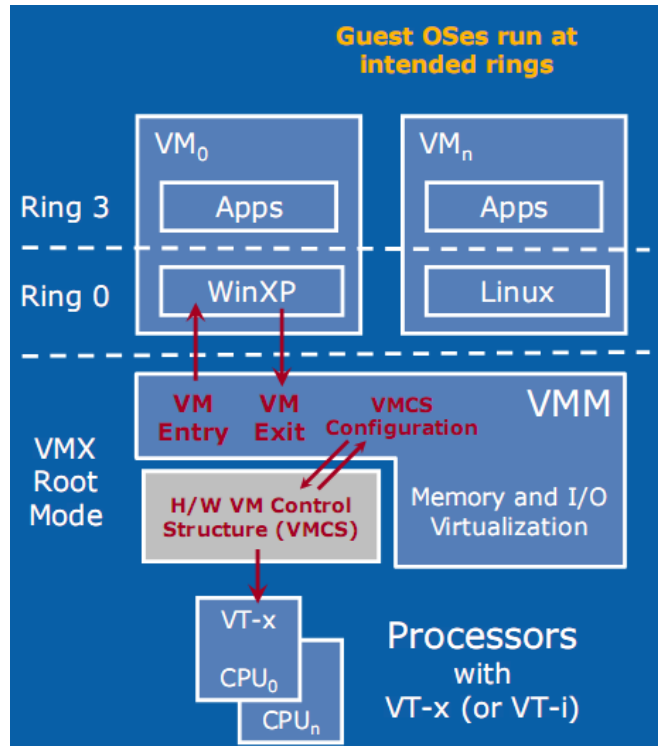 Guest OSes run at
intended rings
VM0
VMn
Ring 3
Apps
Apps
Ring 0
WinXP
Linux
VM
Entry
VM
Exit
VMCS
Configuration
VMM
VMX
Root
Mode
H/W VM Control
Structure (VMCS)
Memory and I/O
Virtualization
VT-x
CPU0
CPUn
Processors
with
VT-x (or VT-i)